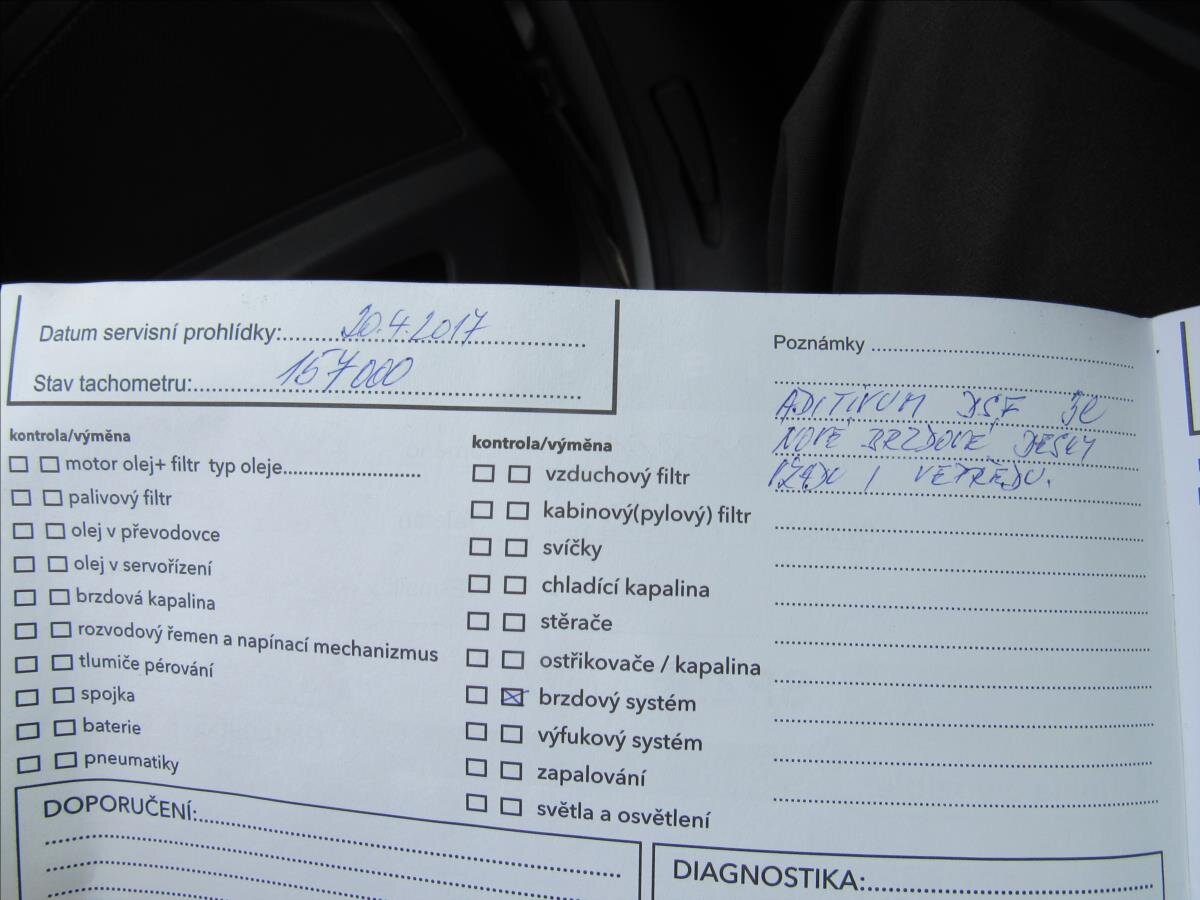 Datum servisní prohlídky: 20.4.2017
Stav tachometru: 157000
kontrola/výměna
motor olej+ filtr typ oleje
palivový filtr
olej v převodovce
olej v servořízení
brzdová kapalina
rozvodový řemen a napínací mechanizmus
tlumiče pérování
spojka
baterie
pneumatiky
kontrola/výměna
vzduchový filtr
kabinový(pylový) filtr
svíčky
chladící kapalina
stěrače
ostřikovače / kapalina
brzdový systém
výfukový systém
zapalování
světla a osvětlení
Poznámky
ADITIVUM
NOVÉ BRZDOVÉ DESKY
VZADU I VEPŘEDU.
DOPORUČENÍ:
DIAGNOSTIKA: